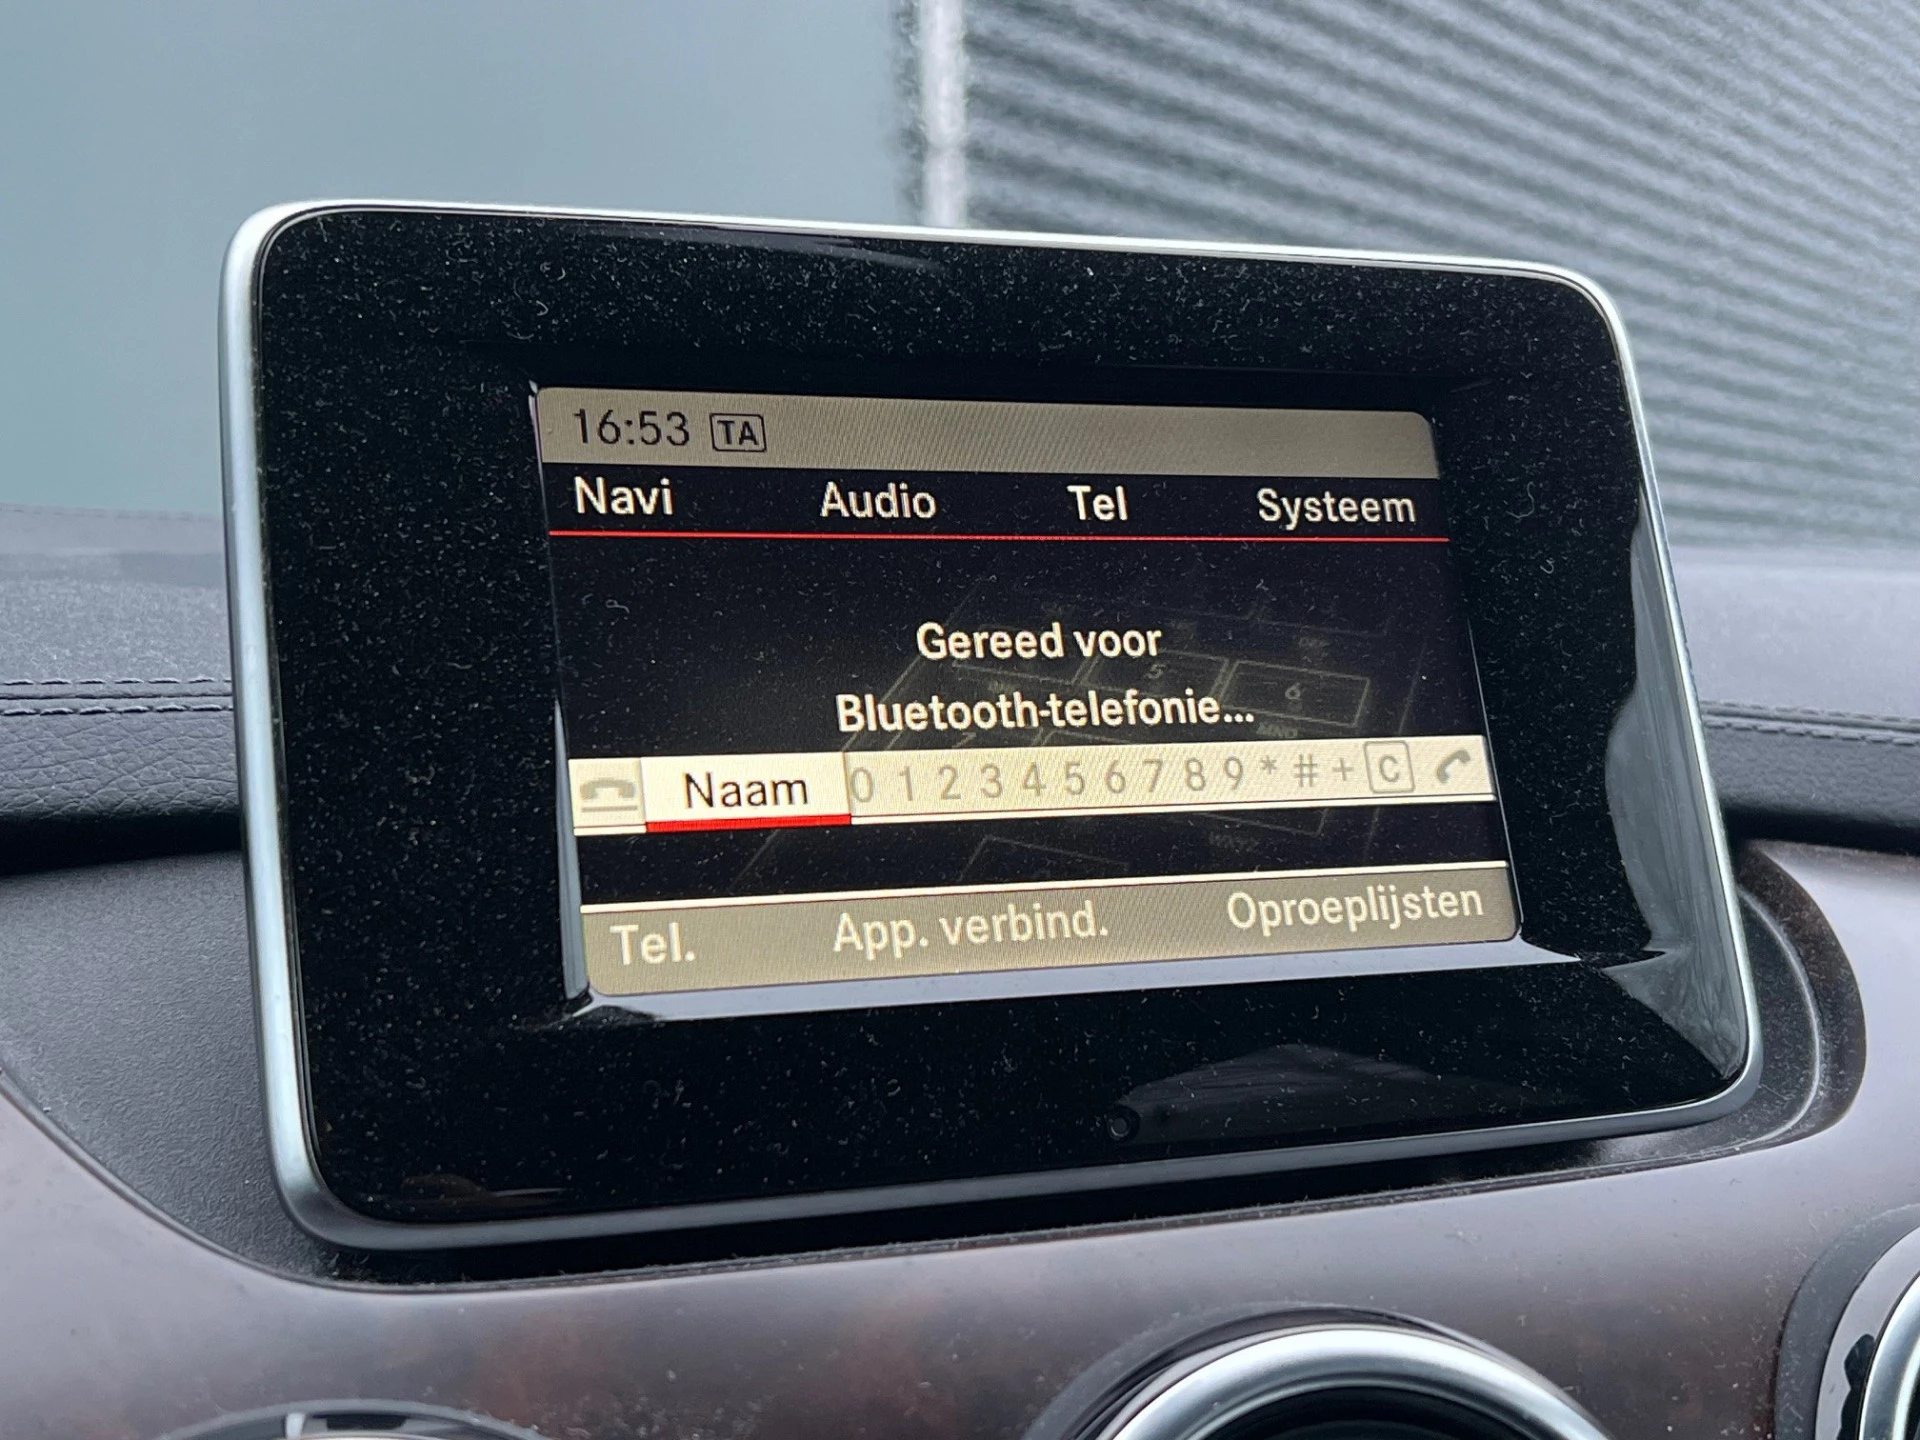 16:53 TA
Navi Audio Tel Systeem
Gereed voor
Bluetooth-telefonie...
Naam 0 1 2 3 4 5 6 7 8 9 * # + C
Tel. App. verbind. Oproeplijsten